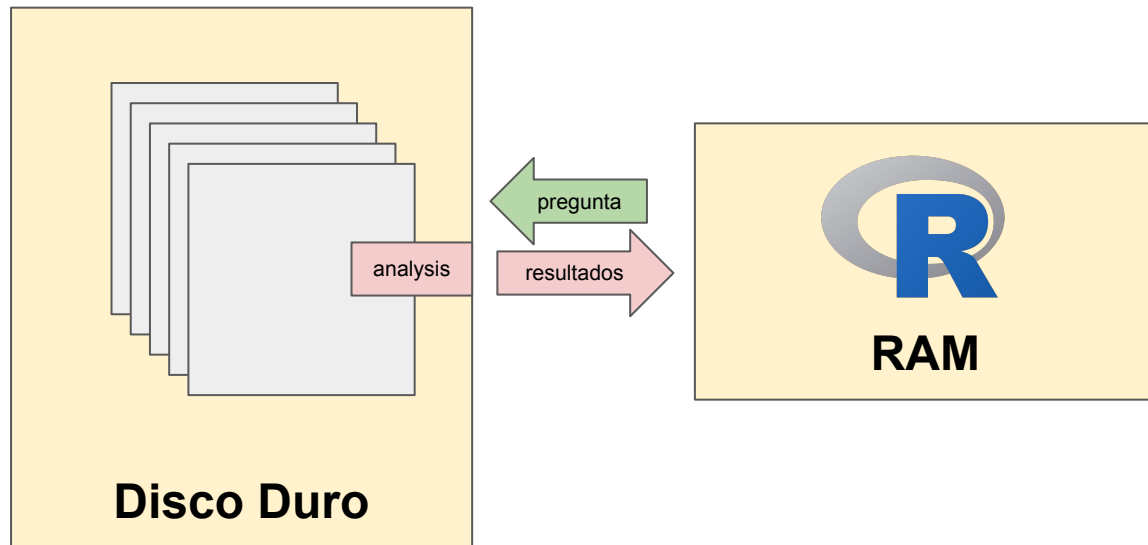 pregunta
analysis
resultados
R
RAM
Disco Duro